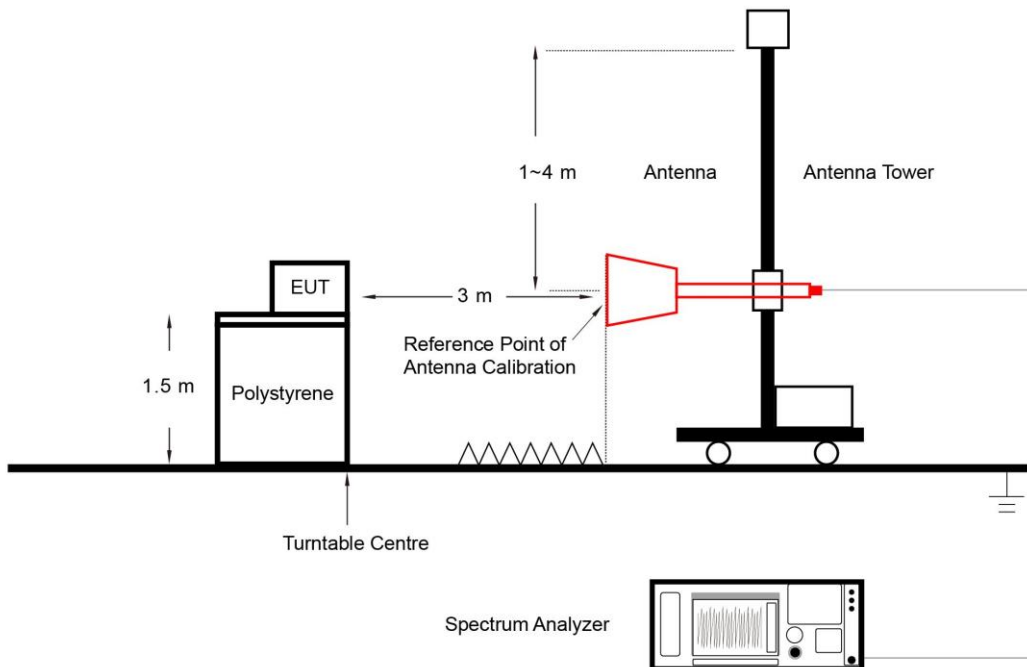 1~4 m
Antenna
Antenna Tower
EUT
3 m
Reference Point of
Antenna Calibration
1.5 m
Polystyrene
Turntable Centre
Spectrum Analyzer